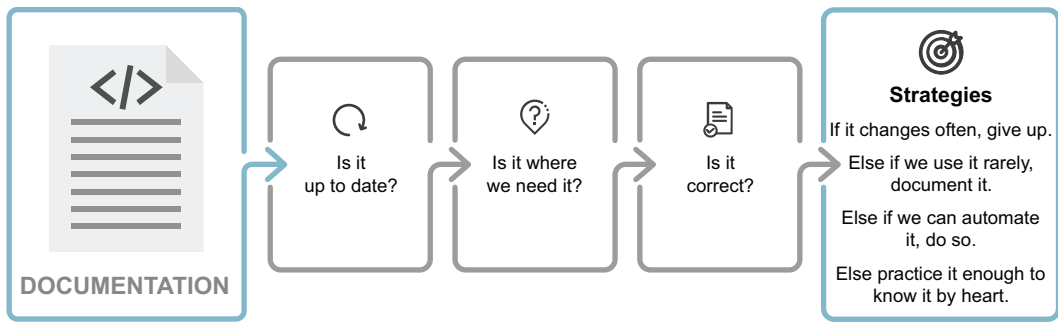 </>
DOCUMENTATION
Is it
up to date?
Is it where
we need it?
Is it
correct?
Strategies
If it changes often, give up.
Else if we use it rarely,
document it.
Else if we can automate
it, do so.
Else practice it enough to
know it by heart.